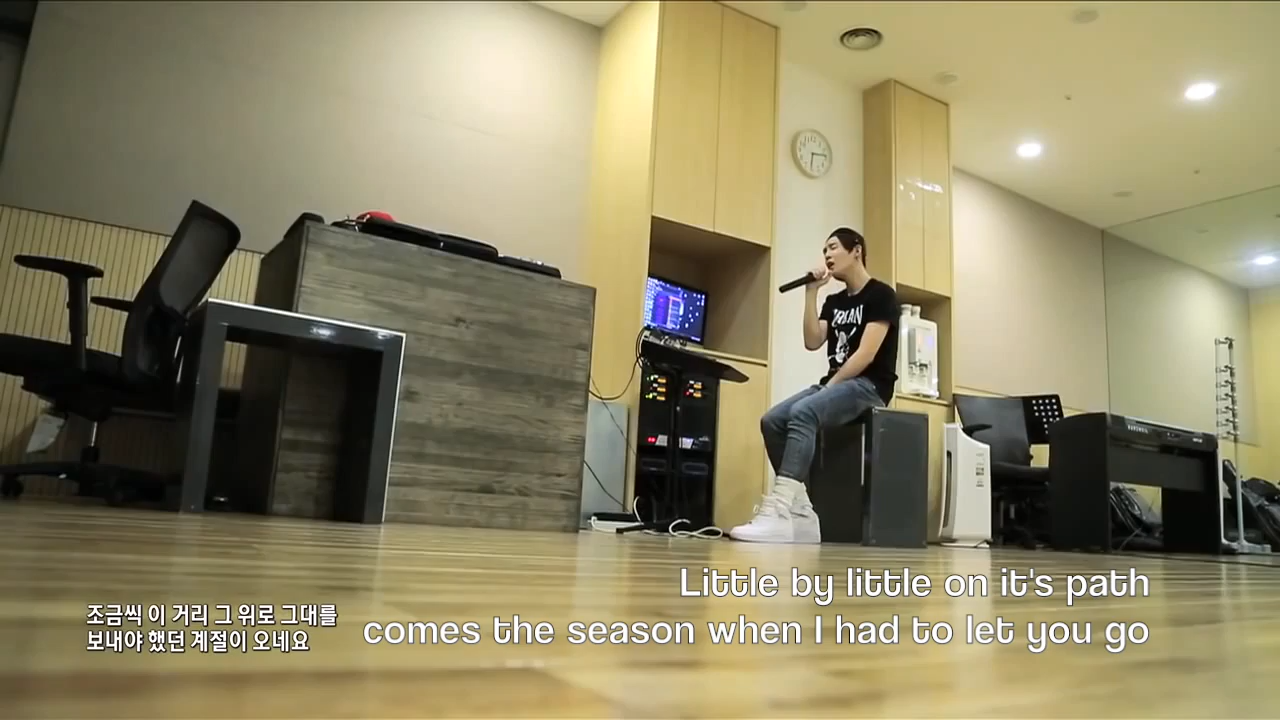 조금씩 이 거리 그 위로 그대를
보내야 했던 계절이 오네요
Little by little on it's path
comes the season when I had to let you go